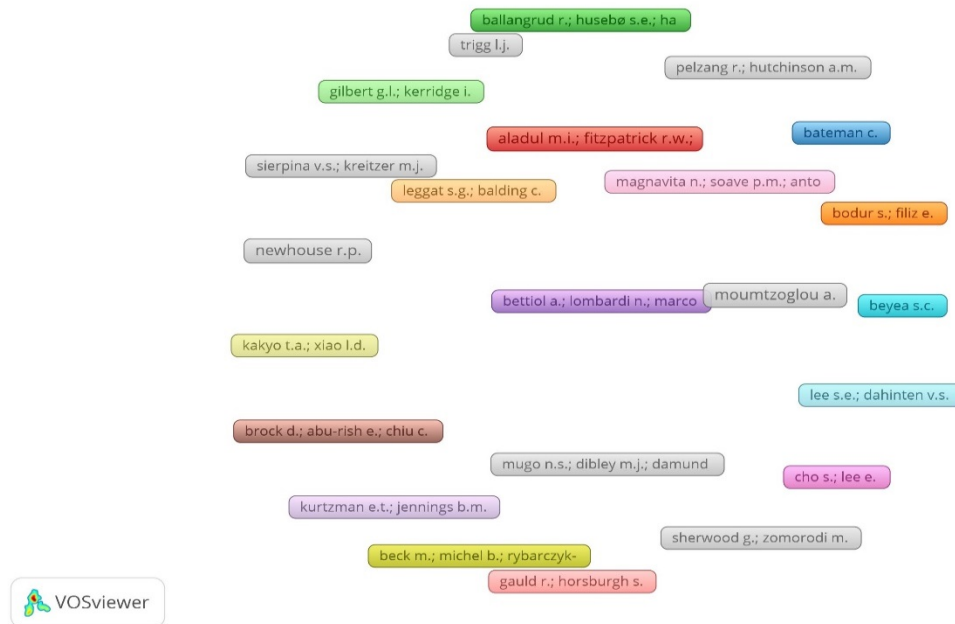 ballangrud r.; husebø s.e.; ha
trigg l.j.
pelzang r.; hutchinson a.m.
gilbert g.l.; kerridge i.
bateman c.
aladul m.i.; fitzpatrick r.w.;
sierpina v.s.; kreitzer m.j.
magnavita n.; soave p.m.; anto
leggat s.g.; balding c.
bodur s.; filiz e.
newhouse r.p.
moumtzoglou a.
bettiol a.; lombardi n.; marco
beyea s.c.
kakyo t.a.; xiao l.d.
lee s.e.; dahinten v.s.
brock d.; abu-rish e.; chiu c.
mugo n.s.; dibley m.j.; damund
cho s.; lee e.
kurtzman e.t.; jennings b.m.
sherwood g.; zomorodi m.
beck m.; michel b.; rybarczyk-
gauld r.; horsburgh s.
VOSviewer